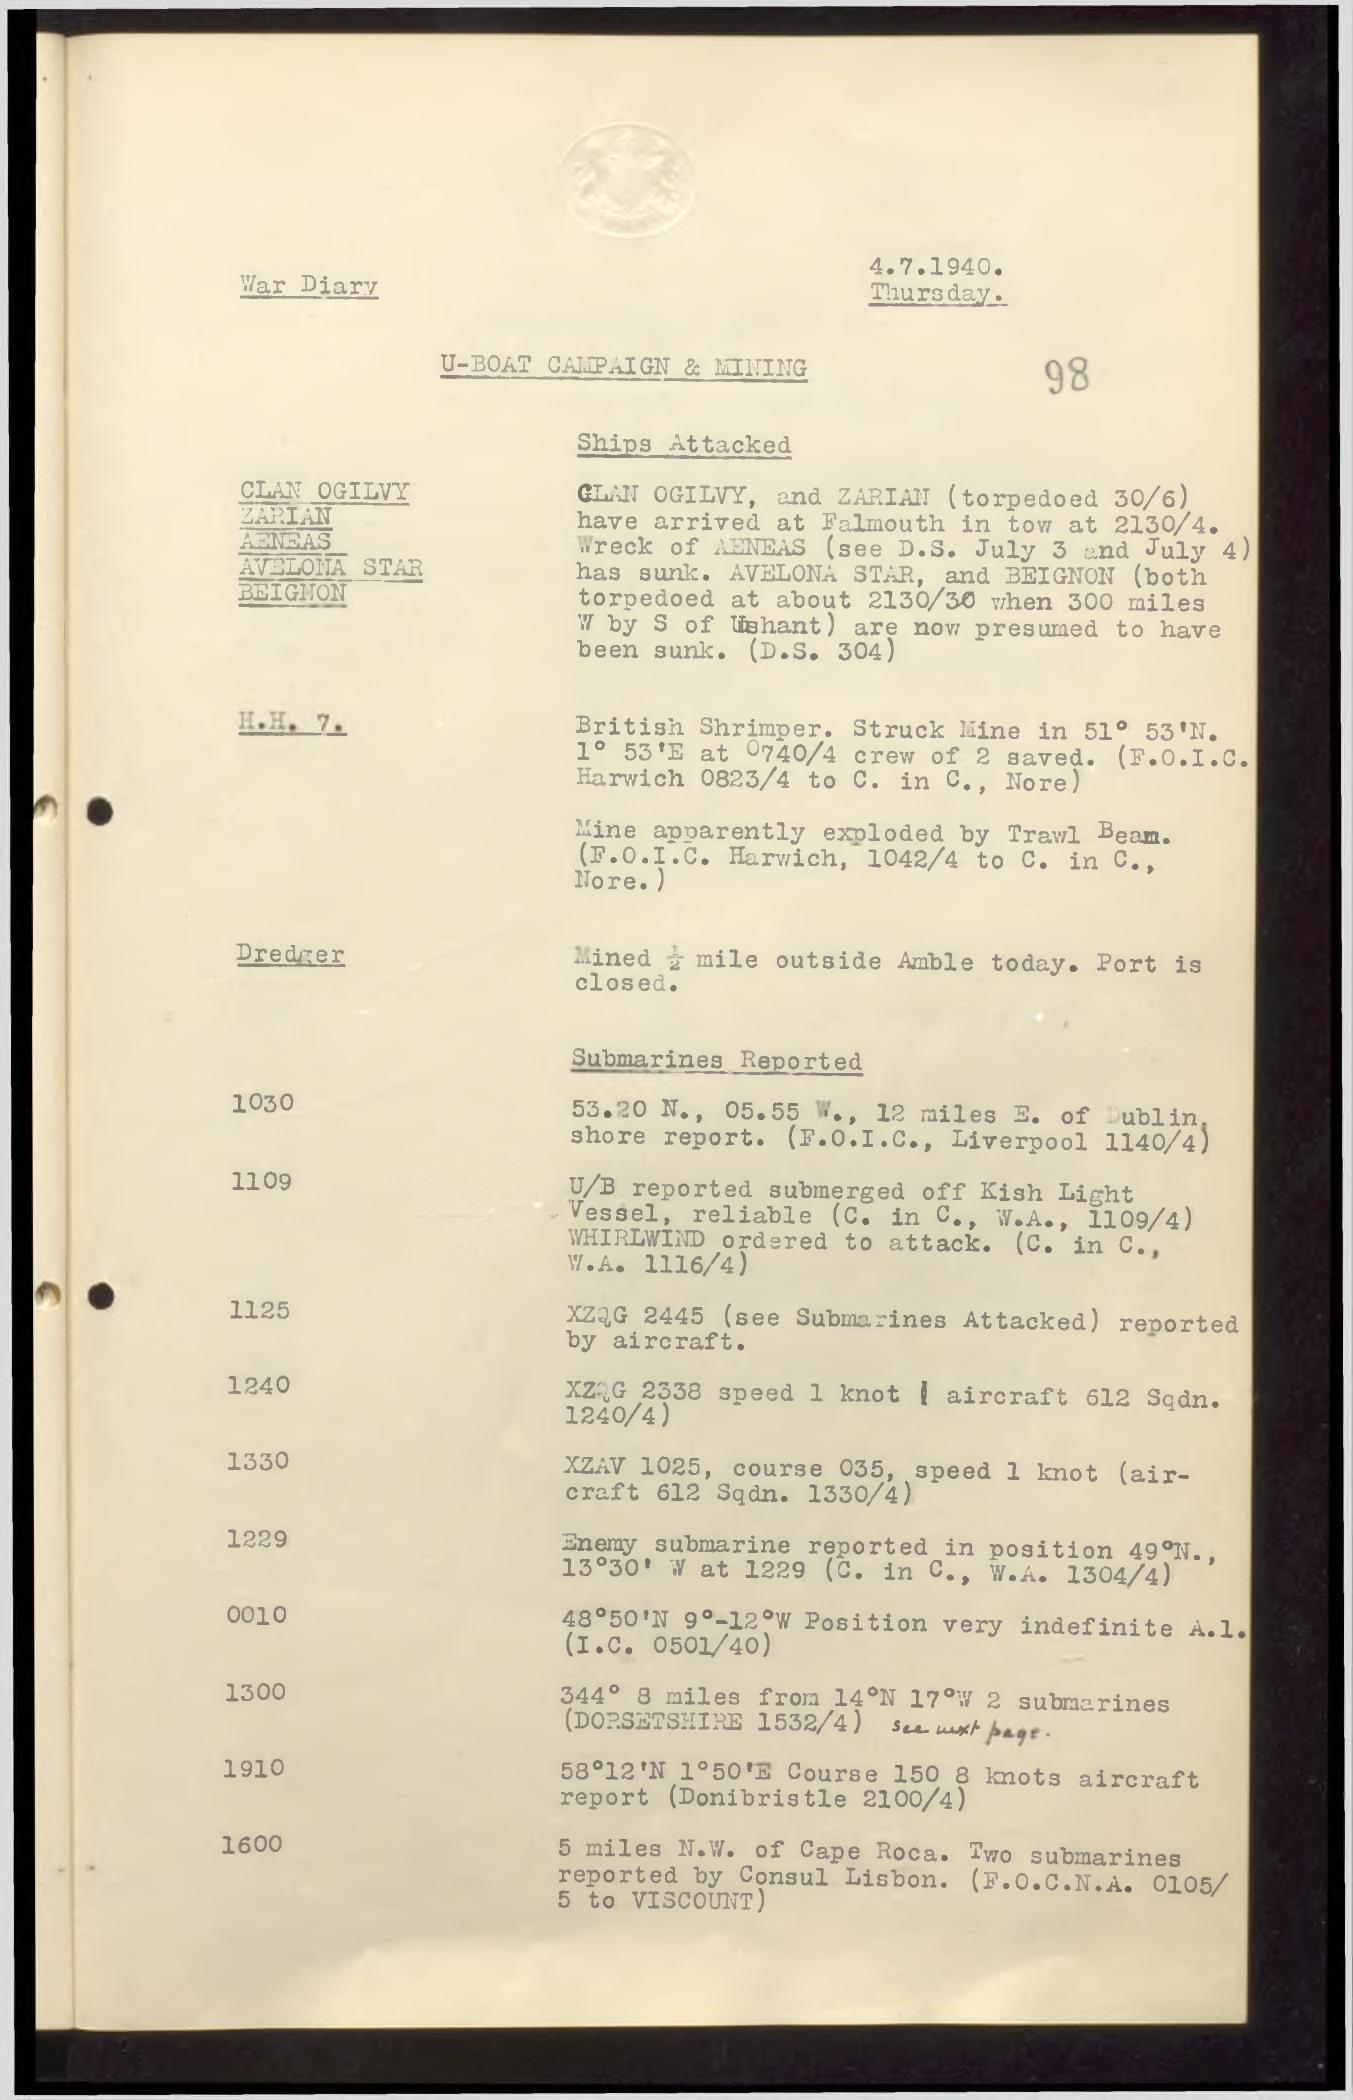 War Diary
4.7.1940.
Thursday.
U-BOAT CAMPAIGN & MINING
98
Ships Attacked
CLAN OGILVY
ZARIAN
AENEAS
AVELONA STAR
BEIGNON
CLAN OGILVY, and ZARIAN (torpedoed 30/6)
have arrived at Falmouth in tow at 2130/4.
Wreck of AENEAS (see D.S. July 3 and July 4)
has sunk. AVELONA STAR, and BEIGNON (both
torpedoed at about 2130/30 when 300 miles
W by S of Ushant) are now presumed to have
been sunk. (D.S. 304)
H.H. 7.
British Shrimper. Struck Mine in 51° 53'N.
1° 53'E at 0740/4 crew of 2 saved. (F.O.I.C.
Harwich 0823/4 to C. in C., Nore)
Mine apparently exploded by Trawl Beam.
(F.O.I.C. Harwich, 1042/4 to C. in C.,
Nore.)
Dredger
Mined ½ mile outside Amble today. Port is
closed.
Submarines Reported
1030
53.20 N., 05.55 W., 12 miles E. of Dublin,
shore report. (F.O.I.C., Liverpool 1140/4)
1109
U/B reported submerged off Kish Light
Vessel, reliable (C. in C., W.A., 1109/4)
WHIRLWIND ordered to attack. (C. in C.,
W.A. 1116/4)
1125
XZQG 2445 (see Submarines Attacked) reported
by aircraft.
1240
XZQG 2338 speed 1 knot ( aircraft 612 Sqdn.
1240/4)
1330
XZAV 1025, course 035, speed 1 knot (air-
craft 612 Sqdn. 1330/4)
1229
Enemy submarine reported in position 49°N.,
13°30' W at 1229 (C. in C., W.A. 1304/4)
0010
48°50'N 9°-12°W Position very indefinite A.1.
(I.C. 0501/40)
1300
344° 8 miles from 14°N 17°W 2 submarines
(DORSETSHIRE 1532/4) see next page.
1910
58°12'N 1°50'E Course 150 8 knots aircraft
report (Donibristle 2100/4)
1600
5 miles N.W. of Cape Roca. Two submarines
reported by Consul Lisbon. (F.O.C.N.A. 0105/
5 to VISCOUNT)